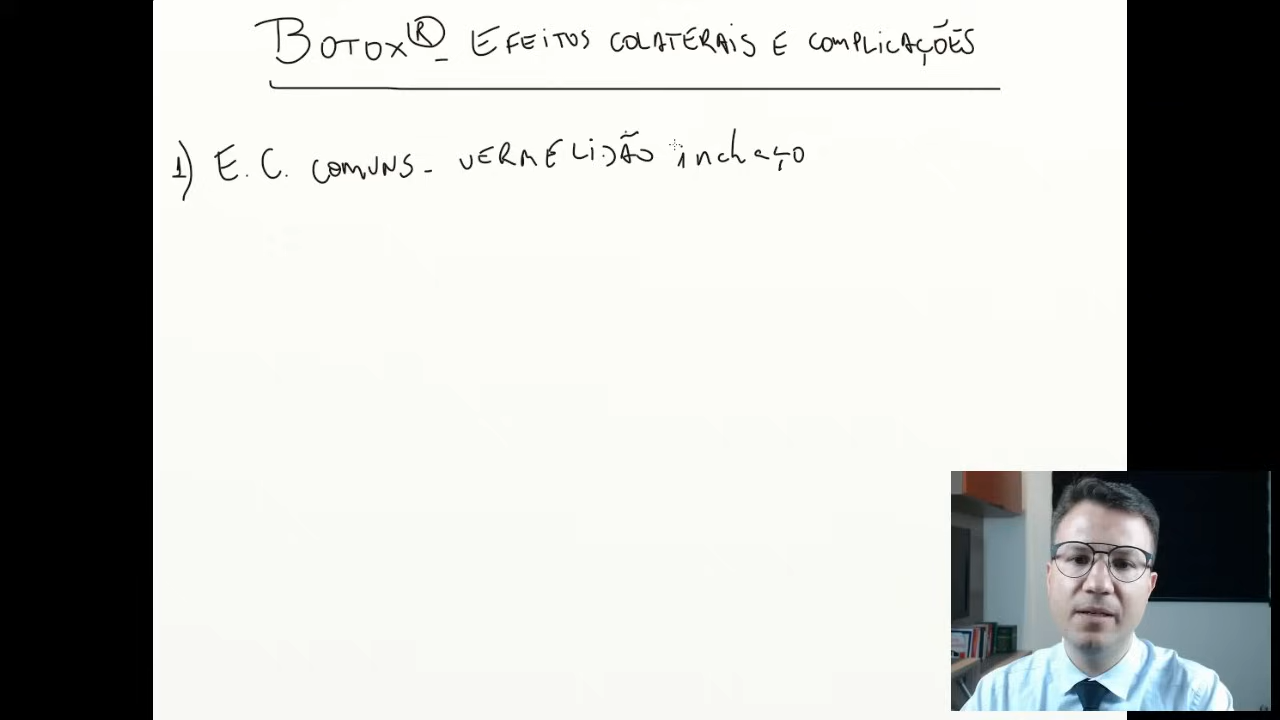 BOTOX® - EFEITOS COLATERAIS E COMPLICAÇÕES
1) E.C. COMUNS - VERMELIDÃO inchaço